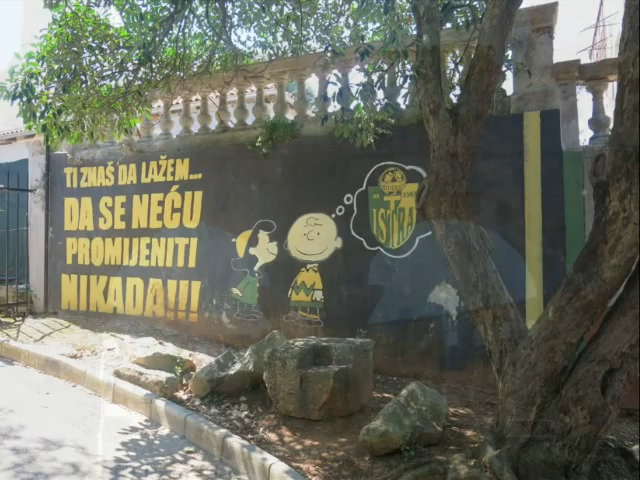 TI ZNAŠ DA LAŽEM...
DA SE NEĆU
PROMIJENITI
NIKADA!!!
ISTRA